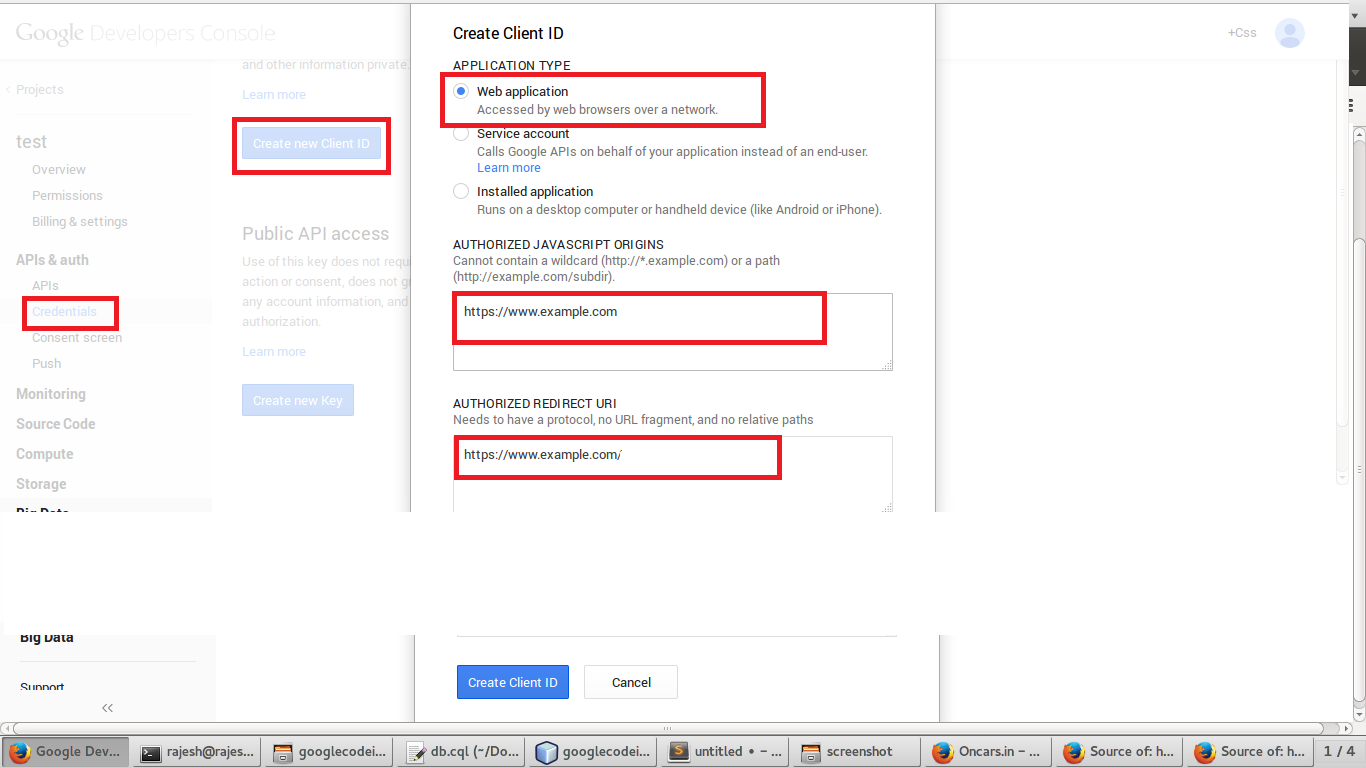 Google Developers Console
+Css
Projects
test
Overview
Permissions
Billing & settings
APIs & auth
APIs
Credentials
Consent screen
Push
Monitoring
Source Code
Compute
Storage
Big Data
Big Data
Support
and other information private.
Learn more
Create new Client ID
Public API access
Use of this key does not requ
action or consent, does not gr
any account information, and
authorization.
Learn more
Create new Key
Create Client ID
APPLICATION TYPE
Web application
Accessed by web browsers over a network.
Service account
Calls Google APIs on behalf of your application instead of an end-user.
Learn more
Installed application
Runs on a desktop computer or handheld device (like Android or iPhone).
AUTHORIZED JAVASCRIPT ORIGINS
Cannot contain a wildcard (http://*.example.com) or a path
(http://example.com/subdir).
https://www.example.com
AUTHORIZED REDIRECT URI
Needs to have a protocol, no URL fragment, and no relative paths
https://www.example.com/
Create Client ID
Cancel
Google Dev...
rajesh@rajes...
googlecodei...
db.cql (~/Do...
googlecodei...
untitled • – ...
screenshot
Oncars.in – ...
Source of: h...
Source of: h...
1 / 4